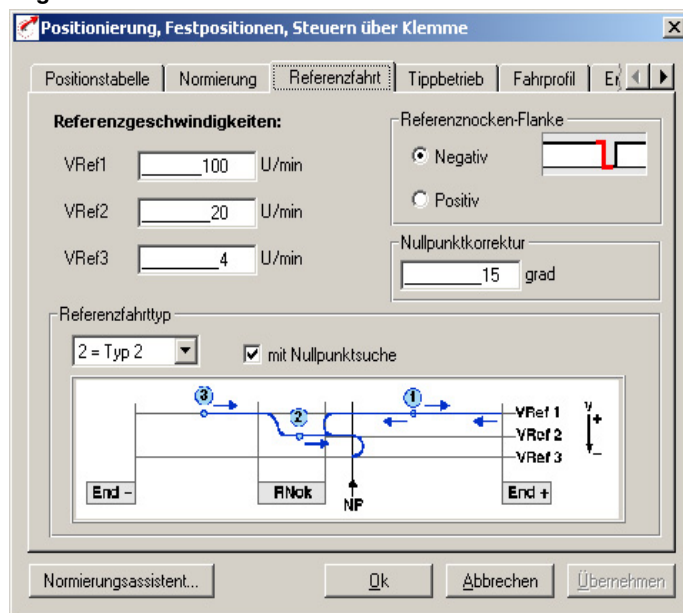 Positionierung, Festpositionen, Steuern über Klemme
Positionstabelle Normierung Referenzfahrt Tippbetrieb Fahrprofil
Referenzgeschwindigkeiten:
VRef1 100 U/min
VRef2 20 U/min
VRef3 4 U/min
Referenznocken-Flanke
Negativ
Positiv
Nullpunktkorrektur
15 grad
Referenzfahrttyp
2 = Typ 2 mit Nullpunktsuche
3 1
2
VRef 1
VRef 2
VRef 3
v
+
-
End - RNok NP End +
Normierungsassistent... Ok Abbrechen Übernehmen